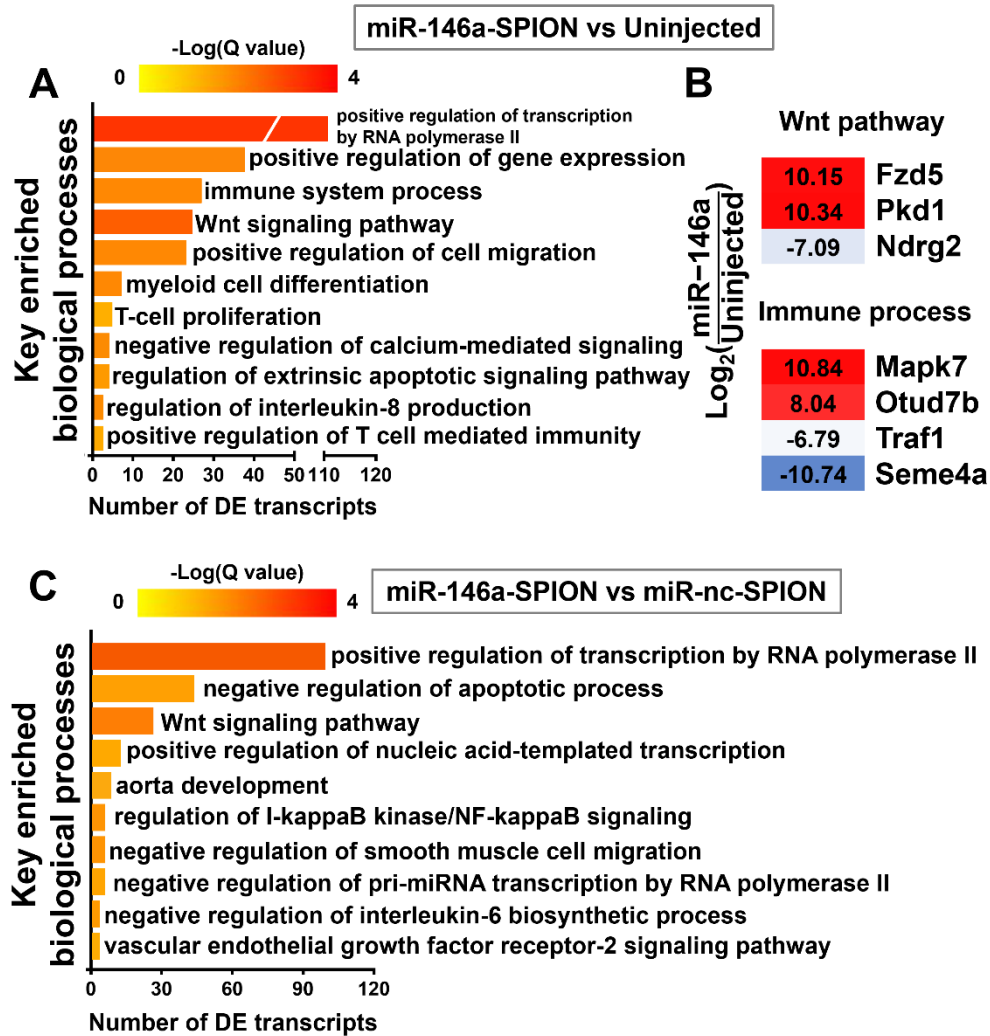 miR-146a-SPION vs Uninjected
A
-Log(Q value)
0 4
Key enriched
biological processes
positive regulation of transcription
by RNA polymerase II
positive regulation of gene expression
immune system process
Wnt signaling pathway
positive regulation of cell migration
myeloid cell differentiation
T-cell proliferation
negative regulation of calcium-mediated signaling
regulation of extrinsic apoptotic signaling pathway
regulation of interleukin-8 production
positive regulation of T cell mediated immunity
0 10 20 30 40 50 110 120
Number of DE transcripts
B
Log2(miR-146a/Uninjected)
Wnt pathway
10.15 Fzd5
10.34 Pkd1
-7.09 Ndrg2
Immune process
10.84 Mapk7
8.04 Otud7b
-6.79 Traf1
-10.74 Seme4a
C
-Log(Q value)
0 4
miR-146a-SPION vs miR-nc-SPION
Key enriched
biological processes
positive regulation of transcription by RNA polymerase II
negative regulation of apoptotic process
Wnt signaling pathway
positive regulation of nucleic acid-templated transcription
aorta development
regulation of I-kappaB kinase/NF-kappaB signaling
negative regulation of smooth muscle cell migration
negative regulation of pri-miRNA transcription by RNA polymerase II
negative regulation of interleukin-6 biosynthetic process
vascular endothelial growth factor receptor-2 signaling pathway
0 30 60 90 120
Number of DE transcripts